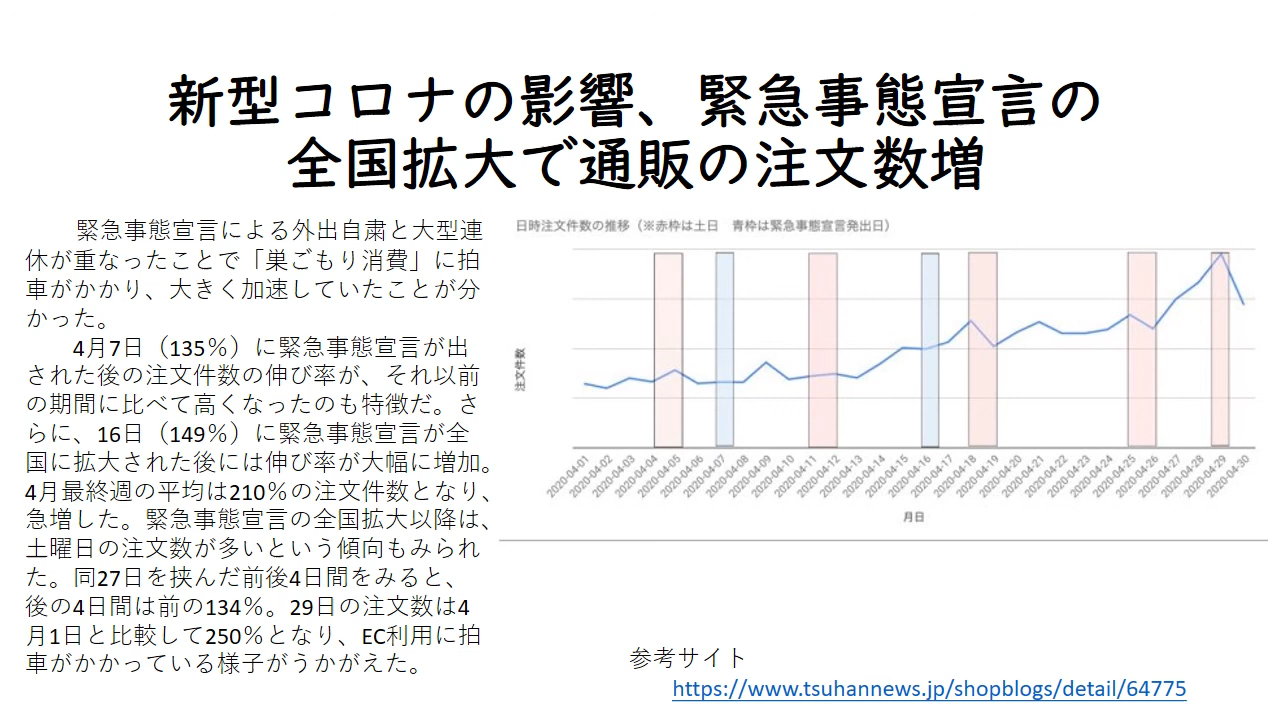 新型コロナの影響、緊急事態宣言の
全国拡大で通販の注文数増
緊急事態宣言による外出自粛と大型連
休が重なったことで「巣ごもり消費」に拍
車がかかり、大きく加速していたことが分
かった。
4月7日（135％）に緊急事態宣言が出
された後の注文件数の伸び率が、それ以前
の期間に比べて高くなったのも特徴だ。さ
らに、16日（149％）に緊急事態宣言が全
国に拡大された後には伸び率が大幅に増加。
4月最終週の平均は210％の注文件数となり、
急増した。緊急事態宣言の全国拡大以降は、
土曜日の注文数が多いという傾向もみられ
た。同27日を挟んだ前後4日間をみると、
後の4日間は前の134％。29日の注文数は4
月1日と比較して250％となり、EC利用に拍
車がかかっている様子がうかがえた。
日時注文件数の推移（※赤枠は土日　青枠は緊急事態宣言発出日）
注文件数
2020-04-01
2020-04-02
2020-04-03
2020-04-04
2020-04-05
2020-04-06
2020-04-07
2020-04-08
2020-04-09
2020-04-10
2020-04-11
2020-04-12
2020-04-13
2020-04-14
2020-04-15
2020-04-16
2020-04-17
2020-04-18
2020-04-19
2020-04-20
2020-04-21
2020-04-22
2020-04-23
2020-04-24
2020-04-25
2020-04-26
2020-04-27
2020-04-28
2020-04-29
2020-04-30
月日
参考サイト
https://www.tsuhannews.jp/shopblogs/detail/64775